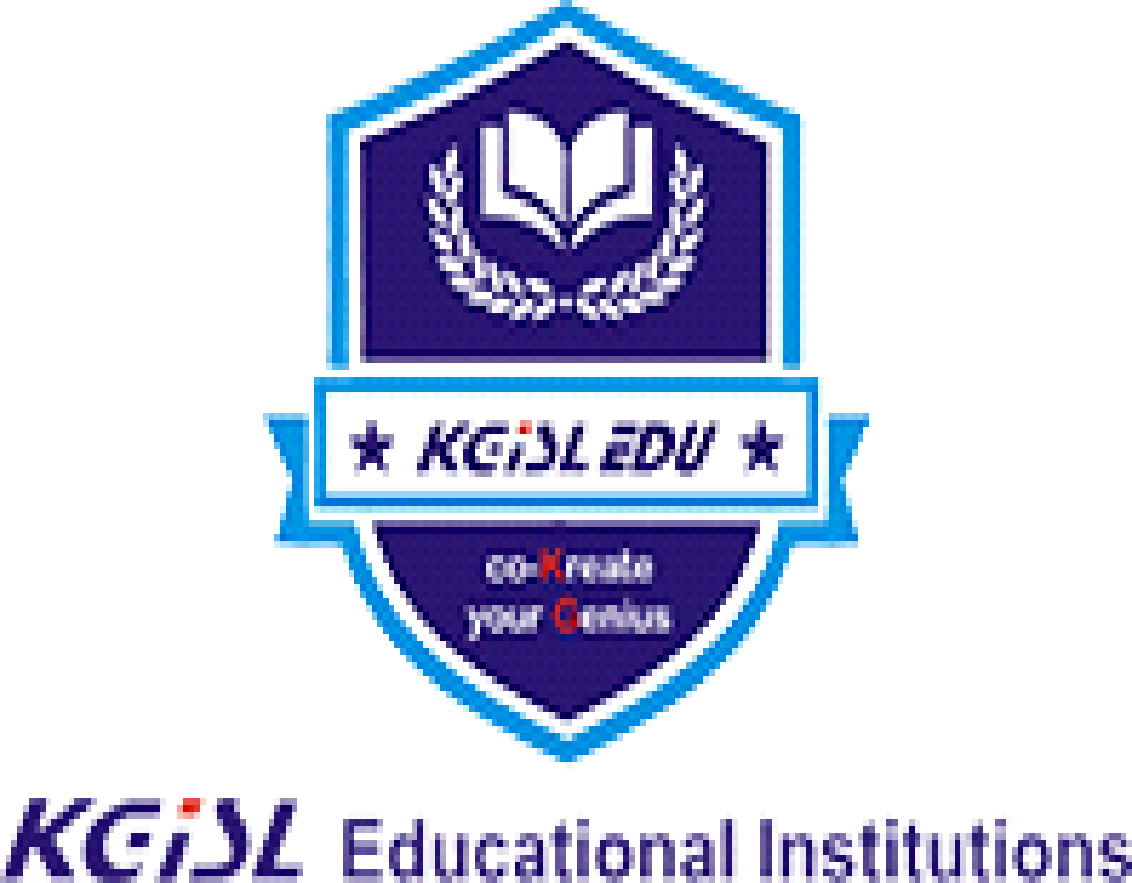 KGiSL EDU
co-Kreate
your Genius
KGiSL Educational Institutions